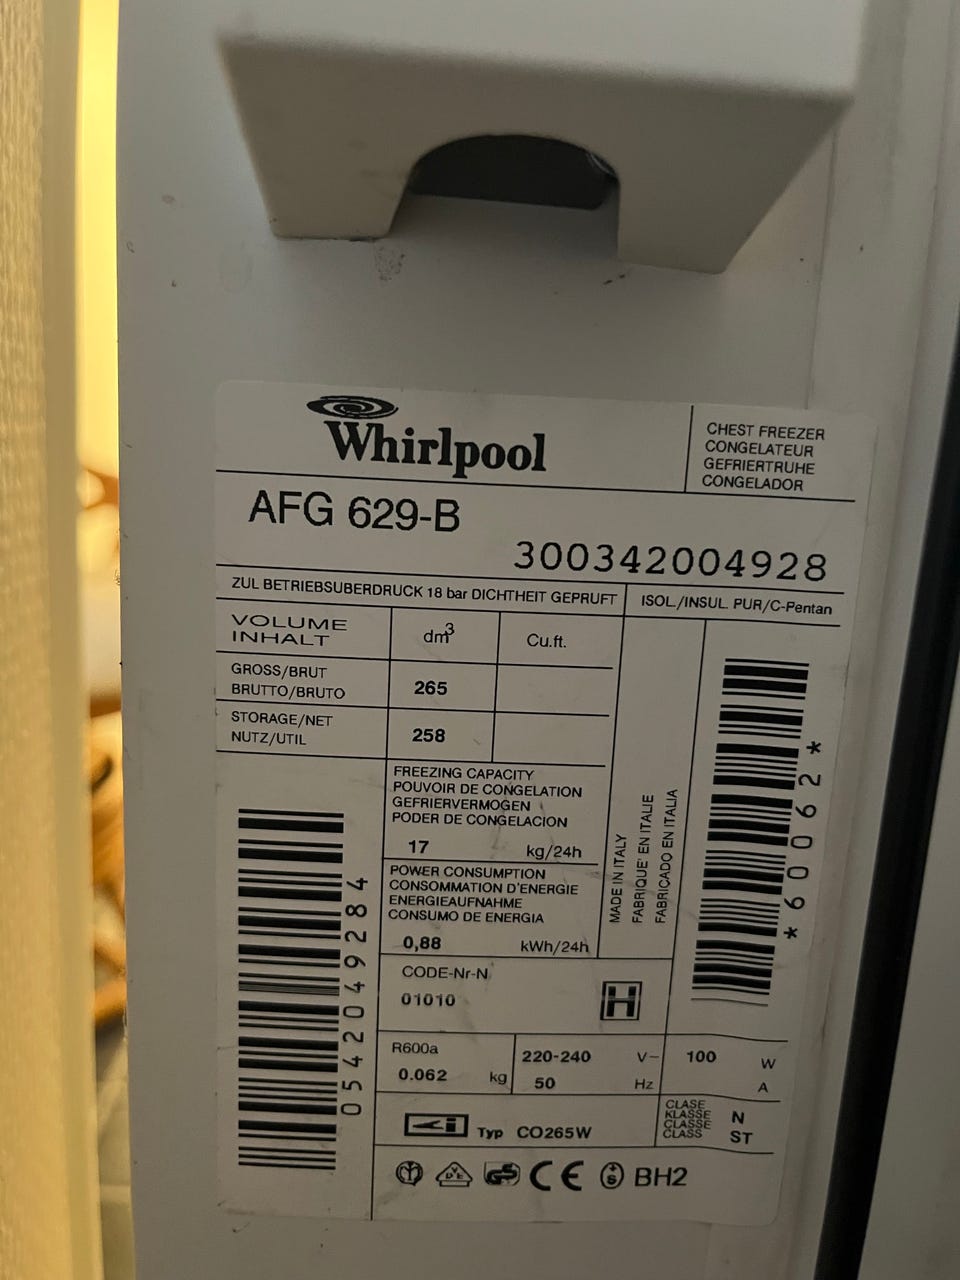 Whirlpool
CHEST FREEZER
CONGELATEUR
GEFRIERTRUHE
CONGELADOR
AFG 629-B
300342004928
ZUL BETRIEBSUBERDRUCK 18 bar DICHTHEIT GEPRUFT
ISOL./INSUL. PUR/C-Pentan
VOLUME
INHALT
dm³
Cu.ft.
GROSS/BRUT
BRUTTO/BRUTO
265
STORAGE/NET
NUTZ/UTIL
258
FREEZING CAPACITY
POUVOIR DE CONGELATION
GEFRIERVERMOGEN
PODER DE CONGELACION
17 kg/24h
POWER CONSUMPTION
CONSOMMATION D'ENERGIE
ENERGIEAUFNAHME
CONSUMO DE ENERGIA
0,88 kWh/24h
MADE IN ITALY
FABRIQUE' EN ITALIE
FABRICADO EN ITALIA
*60062*
0542049284
CODE-Nr-N
01010
H
R600a
0.062 kg
220-240 V~
50 Hz
100 W
A
Typ CO265W
CLASE
KLASSE
CLASSE
CLASS
N
ST
VDE
GS
CE
S
BH2